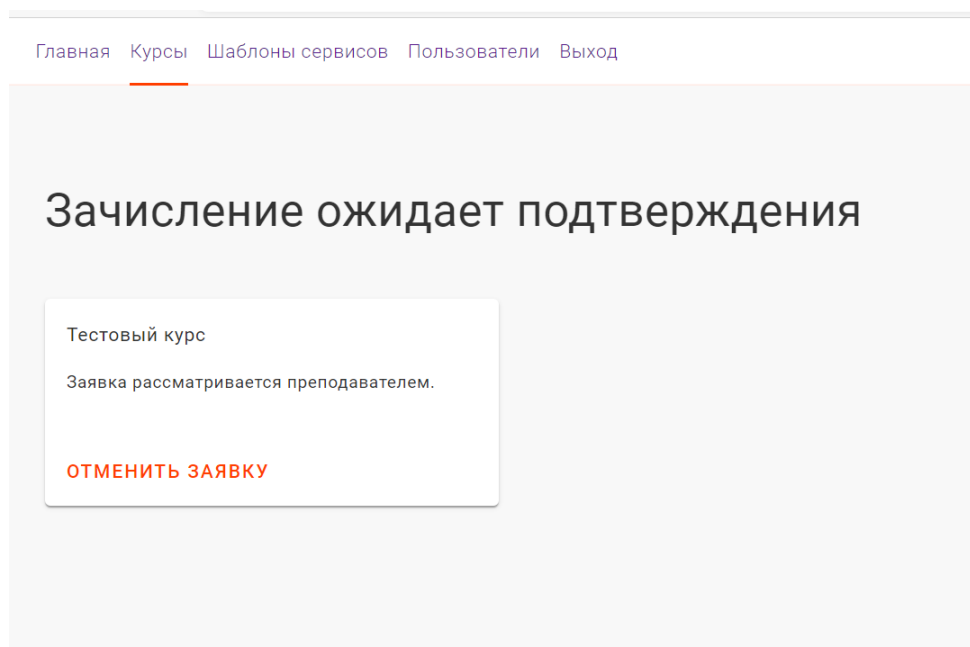 Главная Курсы Шаблоны сервисов Пользователи Выход
Зачисление ожидает подтверждения
Тестовый курс
Заявка рассматривается преподавателем.
ОТМЕНИТЬ ЗАЯВКУ